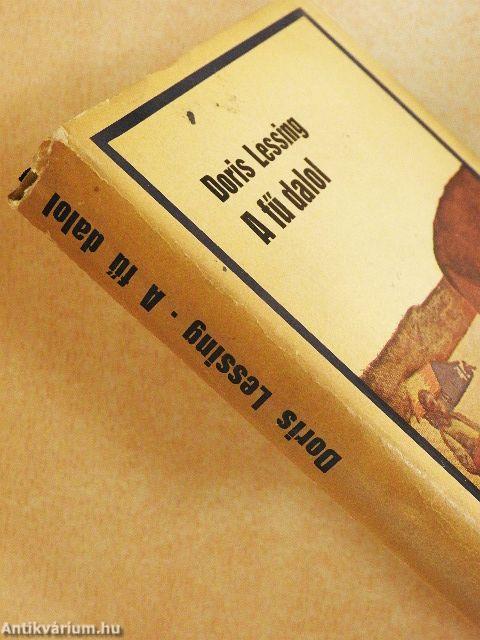 Doris Lessing
A fű dalol
Doris Lessing · A fű dalol
Antikvárium.hu